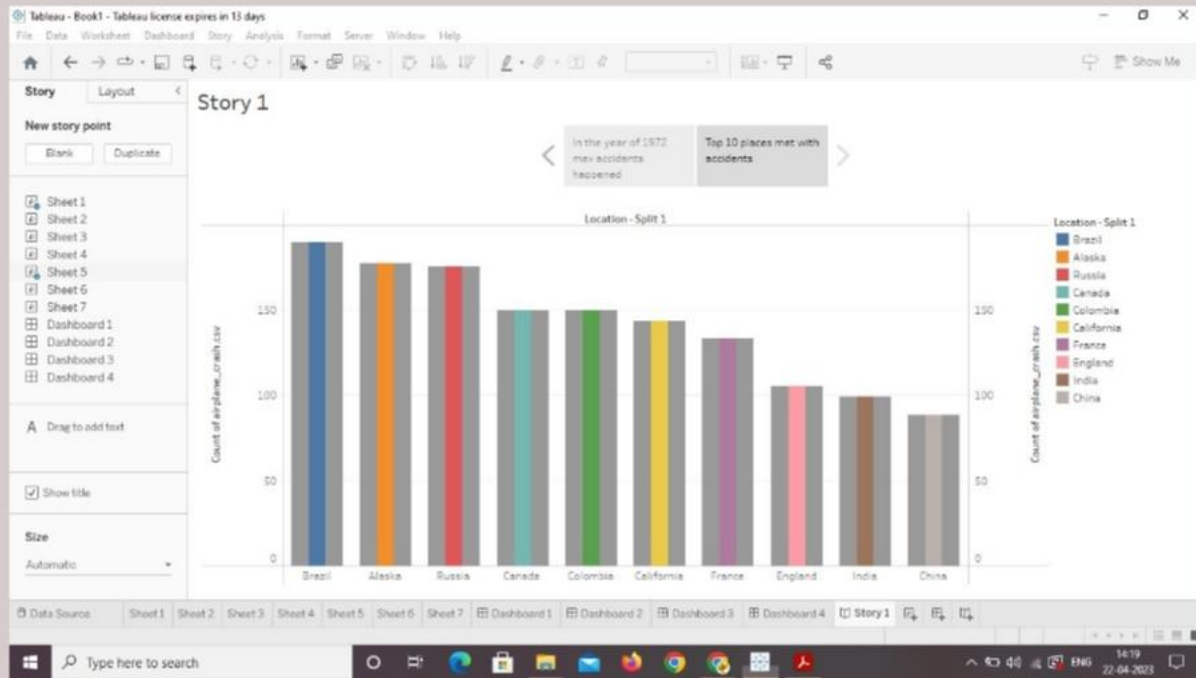 Tableau - Book1 - Tableau license expires in 13 days
File Data Worksheet Dashboard Story Analysis Format Server Window Help
Show Me
Story Layout
New story point
Blank Duplicate
Sheet 1
Sheet 2
Sheet 3
Sheet 4
Sheet 5
Sheet 6
Sheet 7
Dashboard 1
Dashboard 2
Dashboard 3
Dashboard 4
A Drag to add text
Show title
Size
Automatic
Story 1
In the year of 1972
max accidents
happened
Top 10 places met with
accidents
Location - Split 1
Count of airplane_crash.csv
150
100
50
0
Brazil Alaska Russia Canada Colombia California France England India China
150
100
50
0
Count of airplane_crash.csv
Location - Split 1
Brazil
Alaska
Russia
Canada
Colombia
California
France
England
India
China
Data Source Sheet 1 Sheet 2 Sheet 3 Sheet 4 Sheet 5 Sheet 6 Sheet 7 Dashboard 1 Dashboard 2 Dashboard 3 Dashboard 4 Story 1
Type here to search
ENG
14:19
22-04-2023